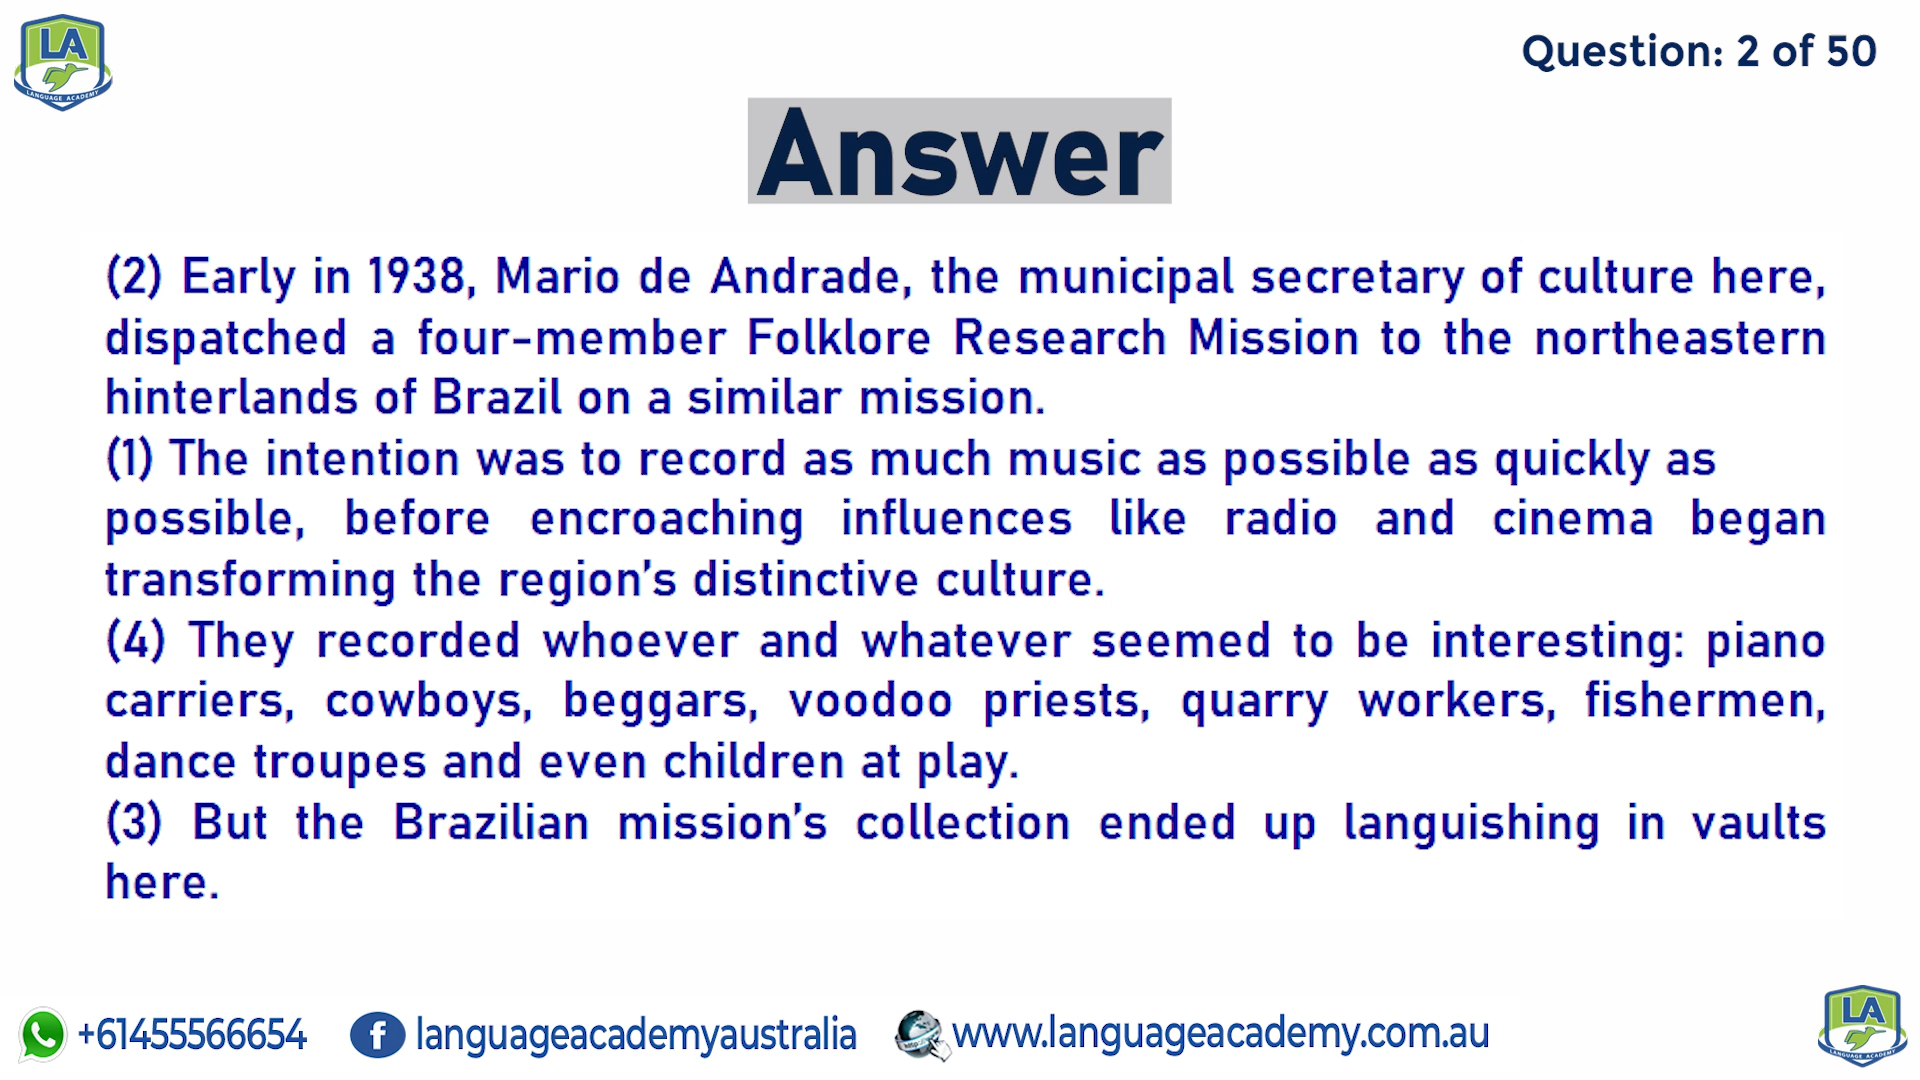 LA
LANGUAGE ACADEMY
Question: 2 of 50
Answer
(2) Early in 1938, Mario de Andrade, the municipal secretary of culture here,
dispatched a four-member Folklore Research Mission to the northeastern
hinterlands of Brazil on a similar mission.
(1) The intention was to record as much music as possible as quickly as
possible, before encroaching influences like radio and cinema began
transforming the region's distinctive culture.
(4) They recorded whoever and whatever seemed to be interesting: piano
carriers, cowboys, beggars, voodoo priests, quarry workers, fishermen,
dance troupes and even children at play.
(3) But the Brazilian mission's collection ended up languishing in vaults
here.
+61455566654
f languageacademyaustralia
www.languageacademy.com.au
LA
LANGUAGE ACADEMY